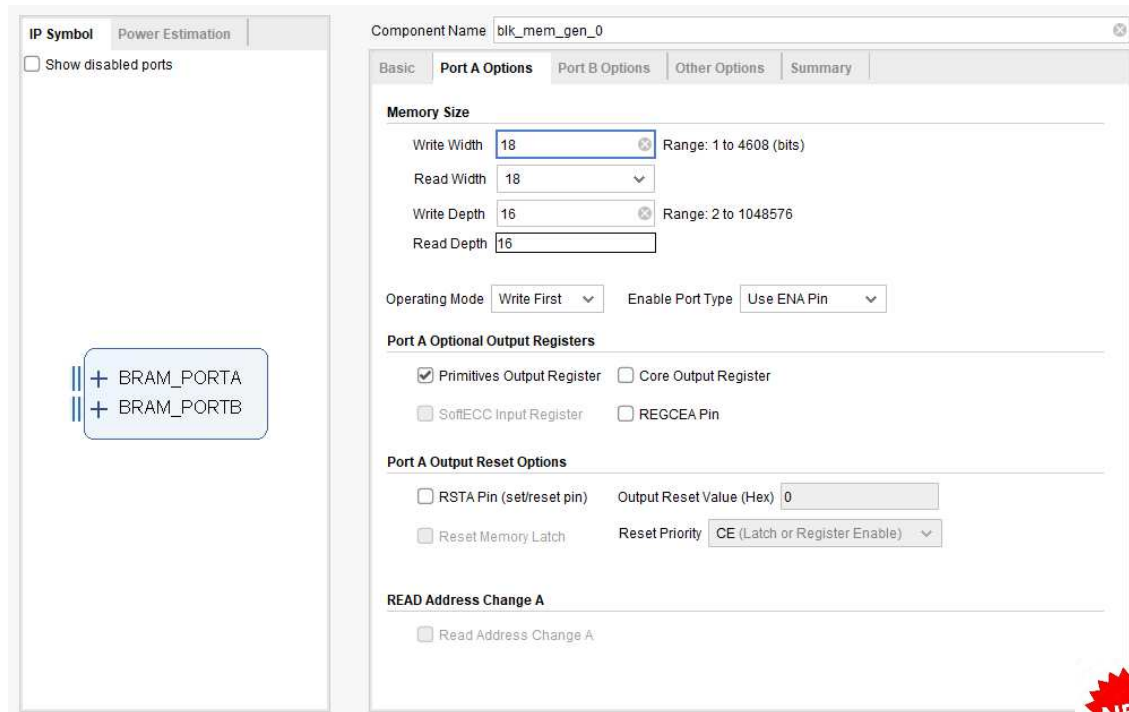 IP Symbol Power Estimation
Show disabled ports
BRAM_PORTA
BRAM_PORTB
Component Name blk_mem_gen_0
Basic Port A Options Port B Options Other Options Summary
Memory Size
Write Width 18 Range: 1 to 4608 (bits)
Read Width 18
Write Depth 16 Range: 2 to 1048576
Read Depth 16
Operating Mode Write First Enable Port Type Use ENA Pin
Port A Optional Output Registers
Primitives Output Register Core Output Register
SoftECC Input Register REGCEA Pin
Port A Output Reset Options
RSTA Pin (set/reset pin) Output Reset Value (Hex) 0
Reset Memory Latch Reset Priority CE (Latch or Register Enable)
READ Address Change A
Read Address Change A